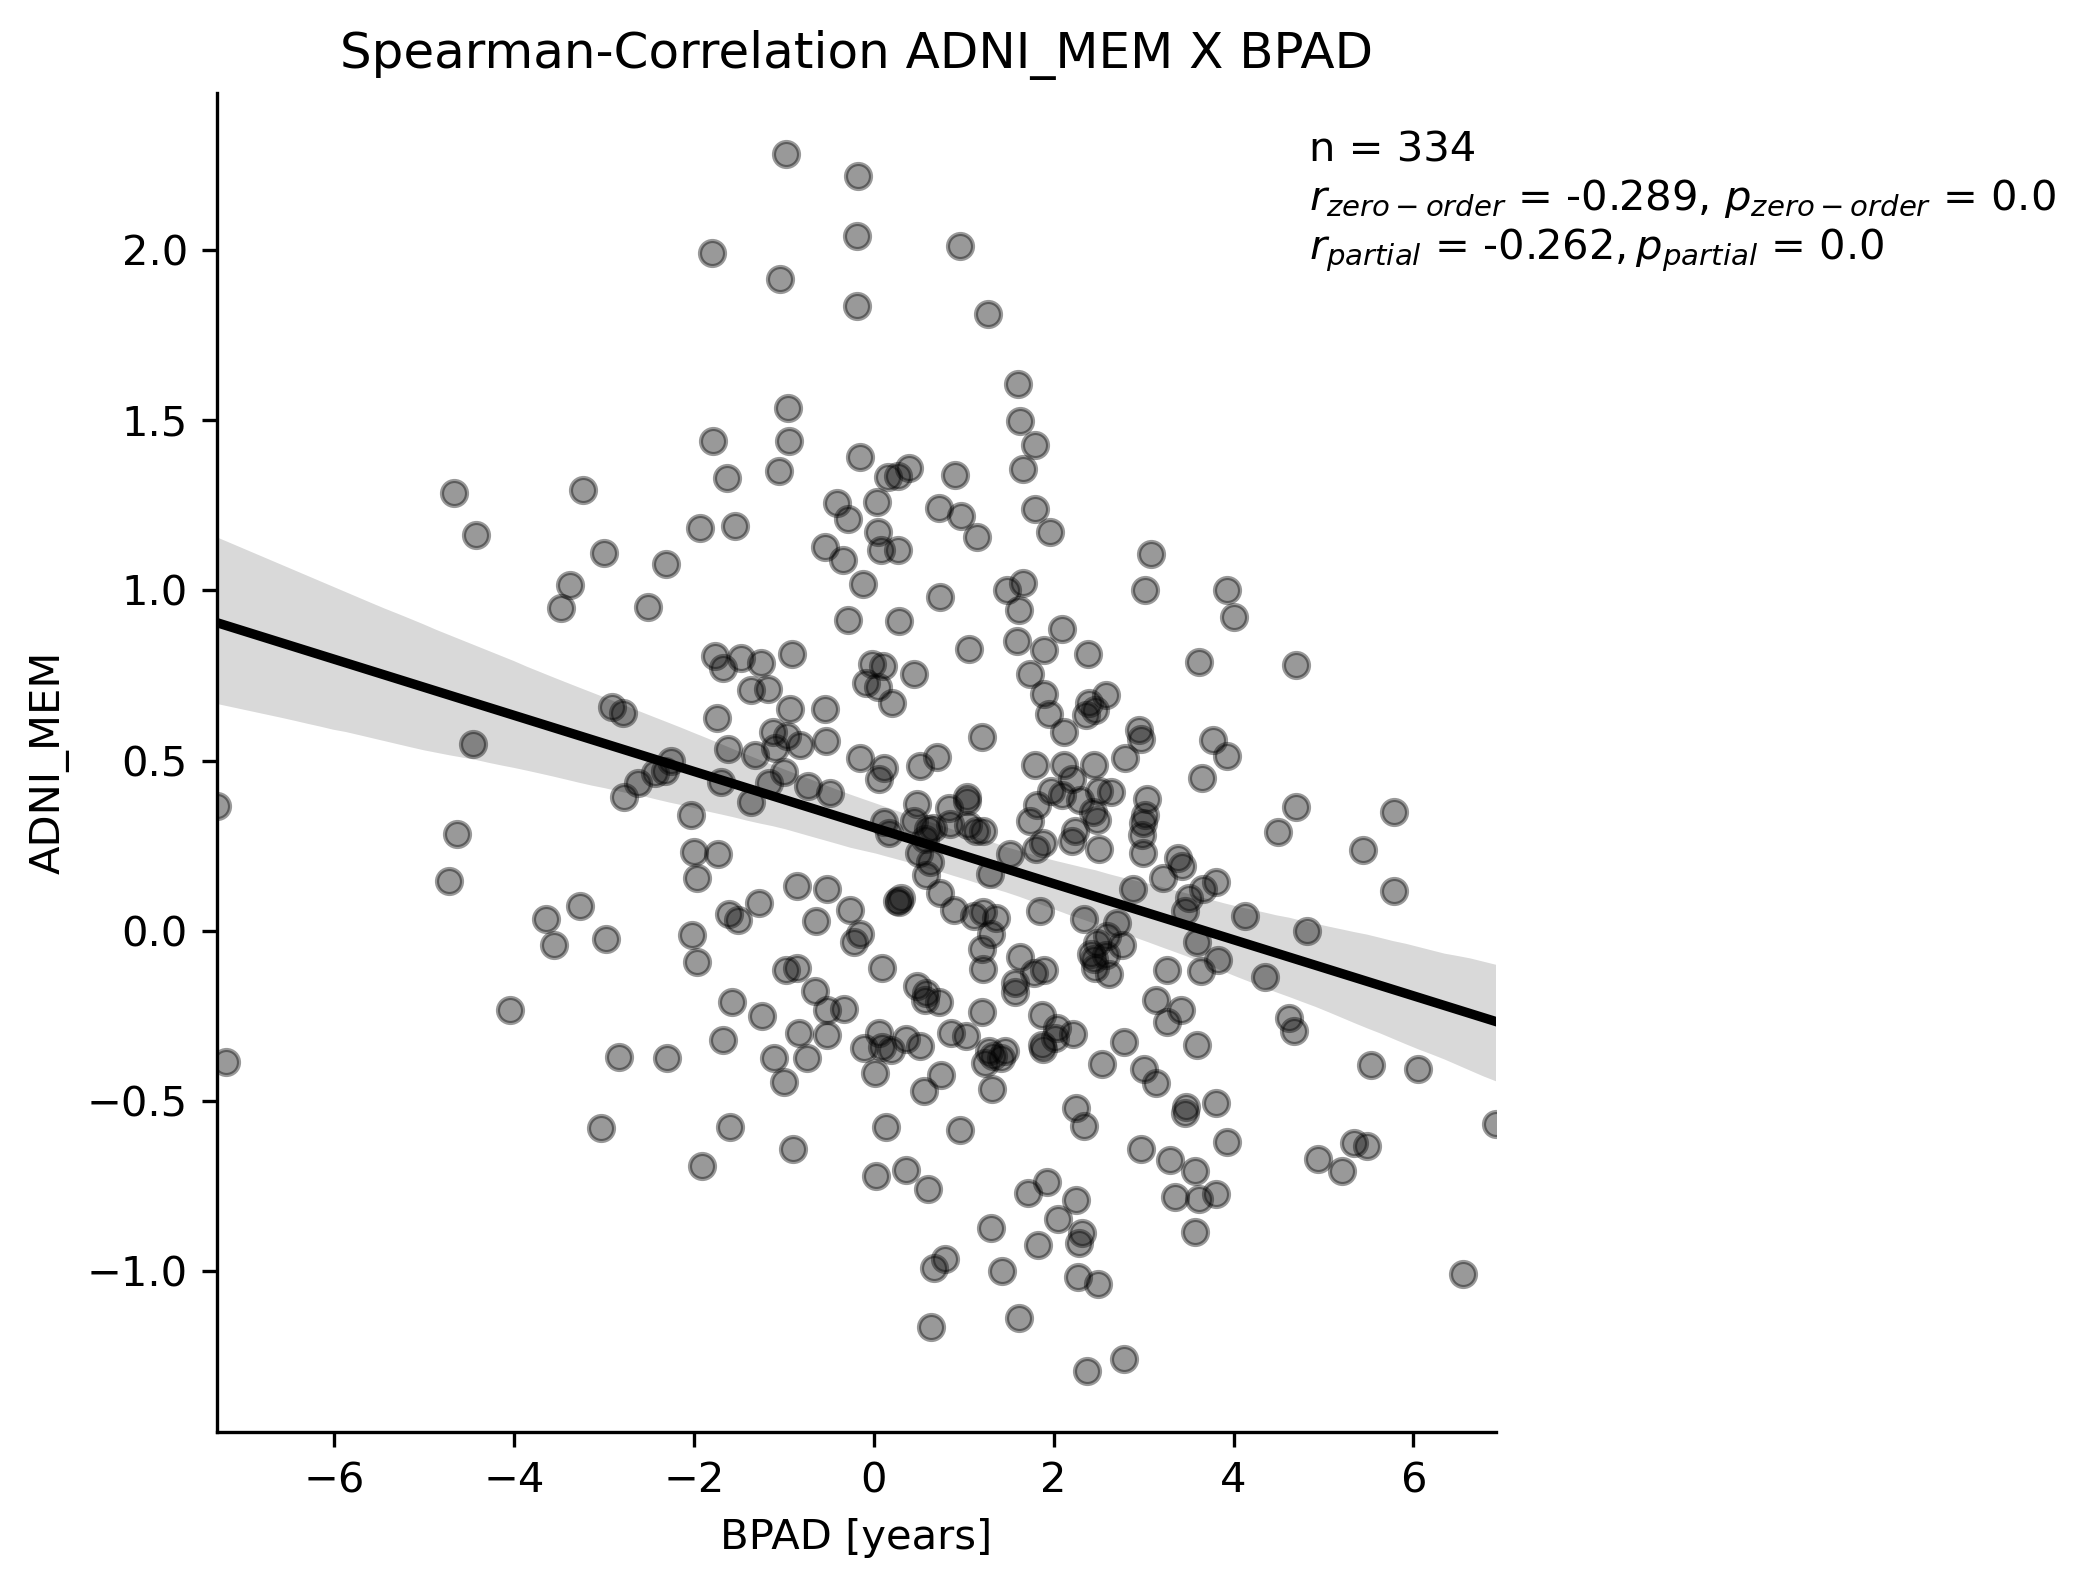 Spearman-Correlation ADNI_MEM X BPAD
n = 334
r_zero−order = -0.289, p_zero−order = 0.0
r_partial = -0.262, p_partial = 0.0
ADNI_MEM
2.0
1.5
1.0
0.5
0.0
−0.5
−1.0
−6 −4 −2 0 2 4 6
BPAD [years]